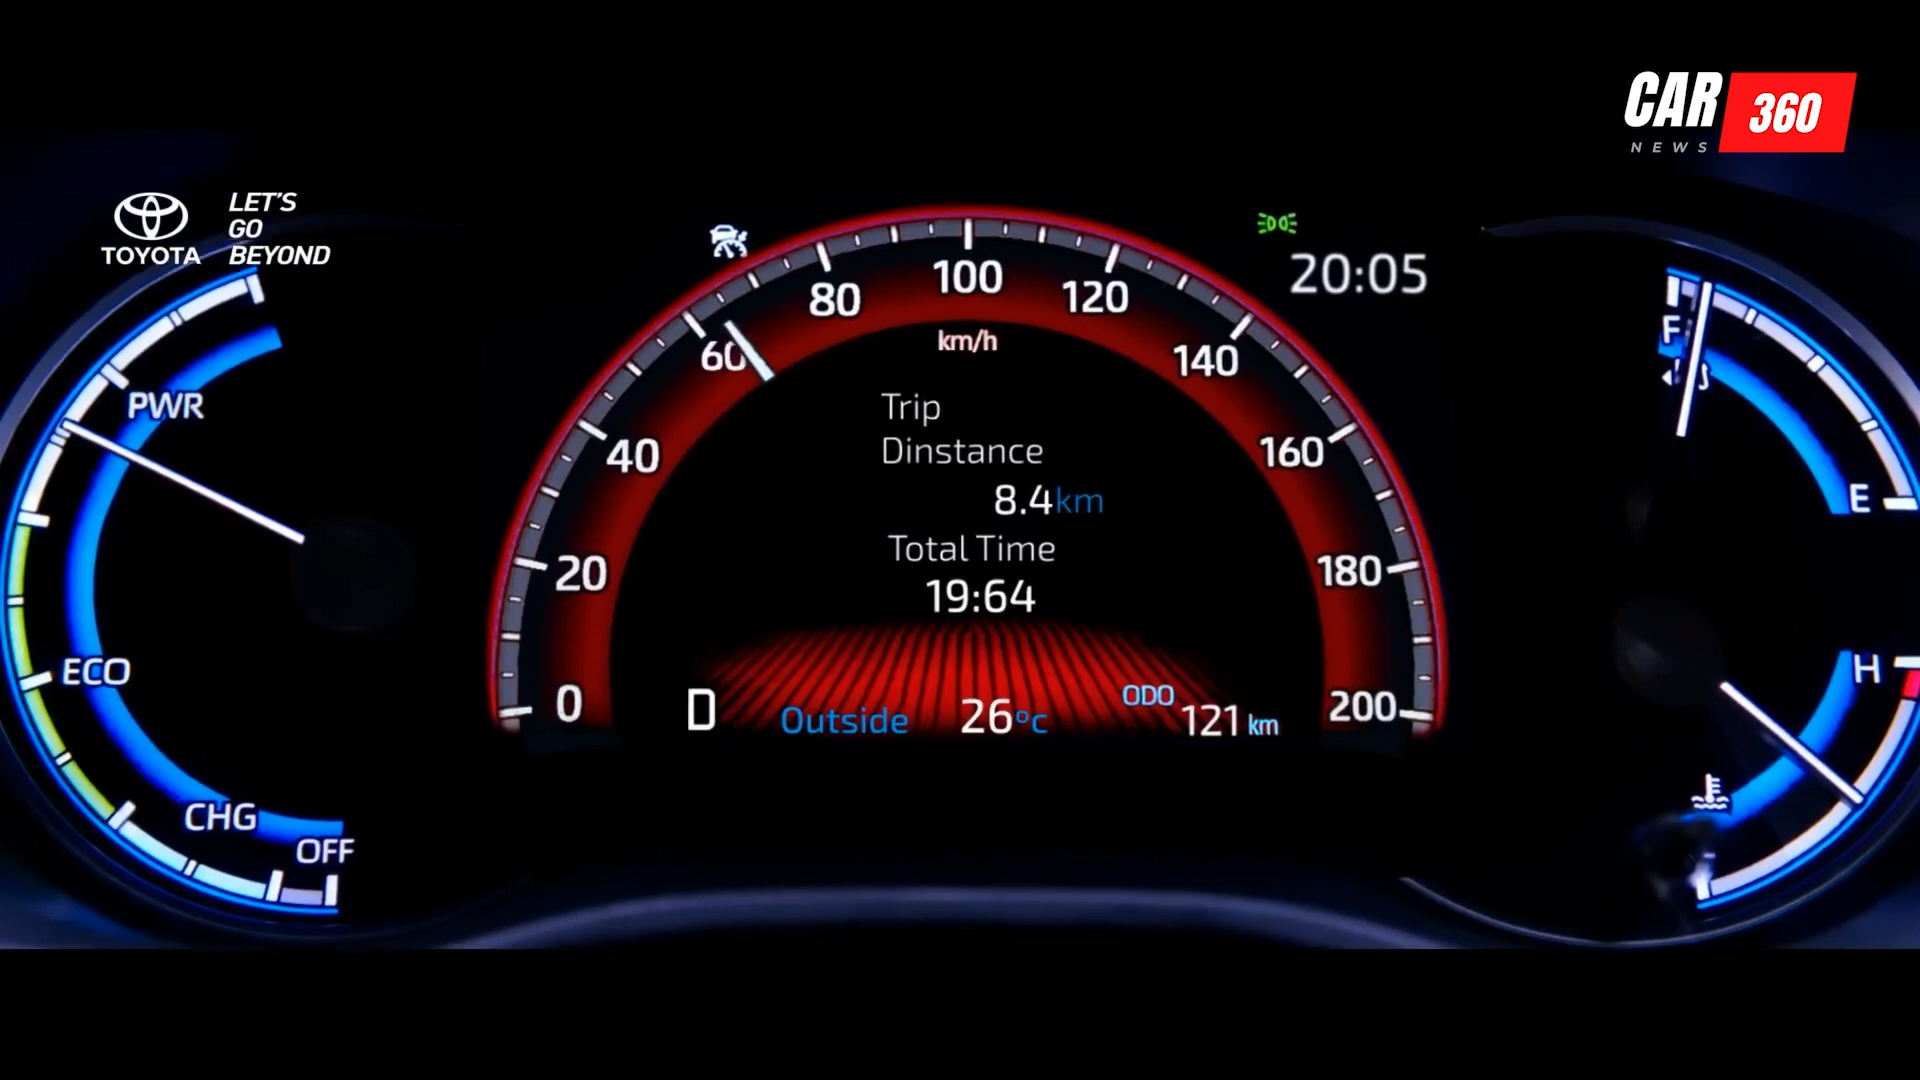 CAR
360
NEWS
TOYOTA
LET'S
GO
BEYOND
20:05
0
20
40
60
80
100
120
140
160
180
200
km/h
Trip
Dinstance
8.4km
Total Time
19:64
D
Outside
26°c
ODO
121 km
PWR
ECO
CHG
OFF
F
E
H